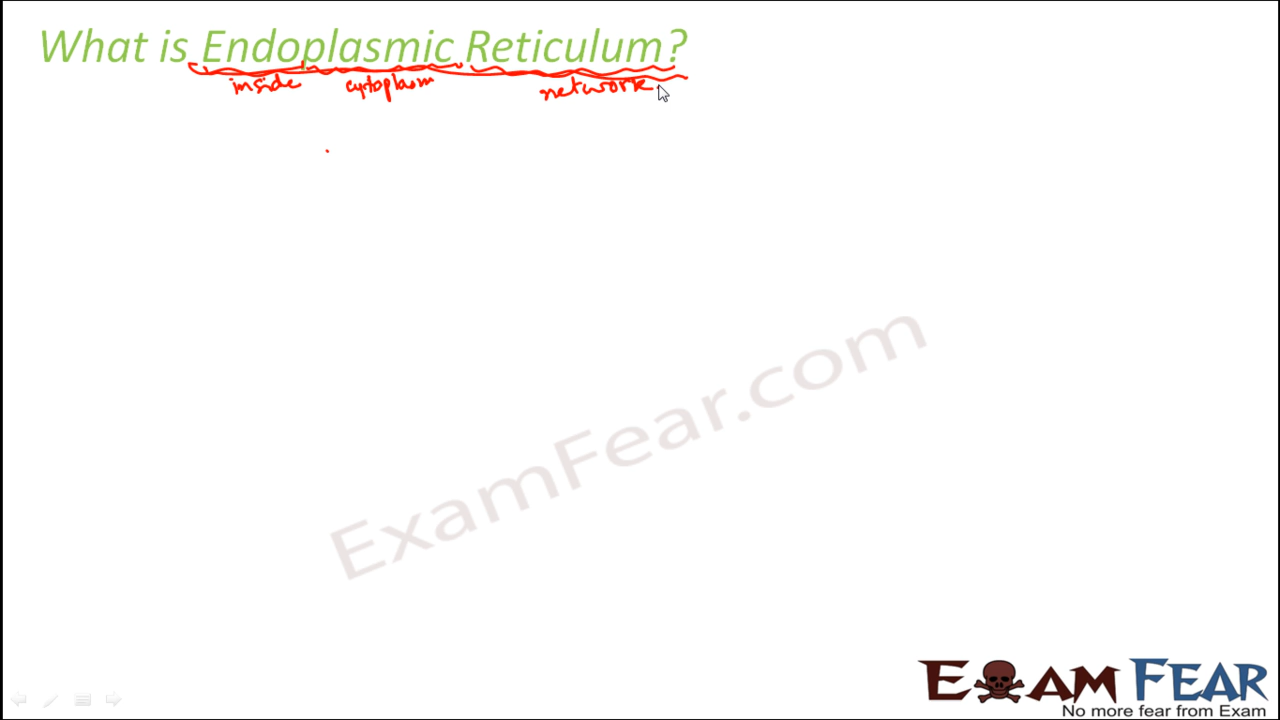 What is Endoplasmic Reticulum?
inside cytoplasm network
ExamFear.com
EXAM FEAR
No more fear from Exam